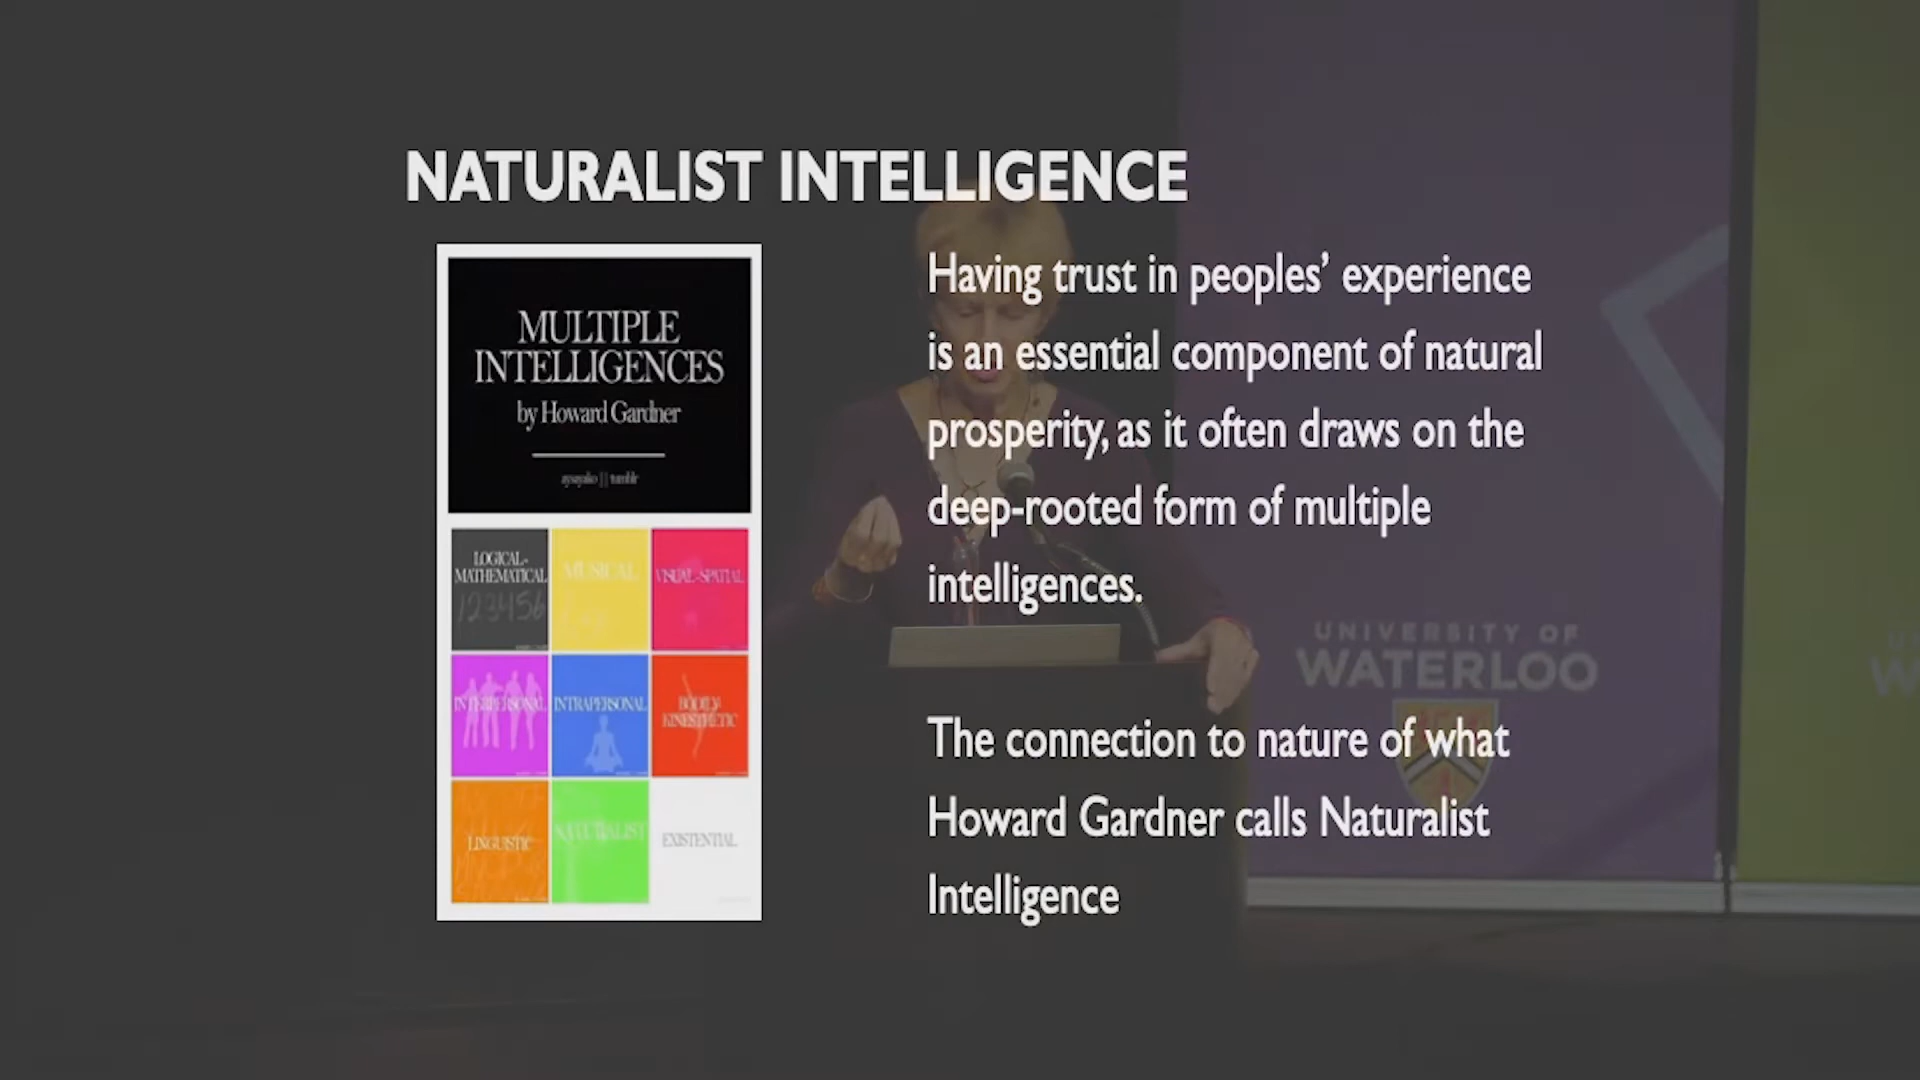 NATURALIST INTELLIGENCE
MULTIPLE
INTELLIGENCES
by Howard Gardner
LOGICAL-
MATHEMATICAL
123456
MUSICAL
VISUAL-SPATIAL
INTERPERSONAL
INTRAPERSONAL
BODILY-
KINESTHETIC
LINGUISTIC
NATURALIST
EXISTENTIAL
Having trust in peoples’ experience
is an essential component of natural
prosperity, as it often draws on the
deep-rooted form of multiple
intelligences.
The connection to nature of what
Howard Gardner calls Naturalist
Intelligence
UNIVERSITY OF
WATERLOO